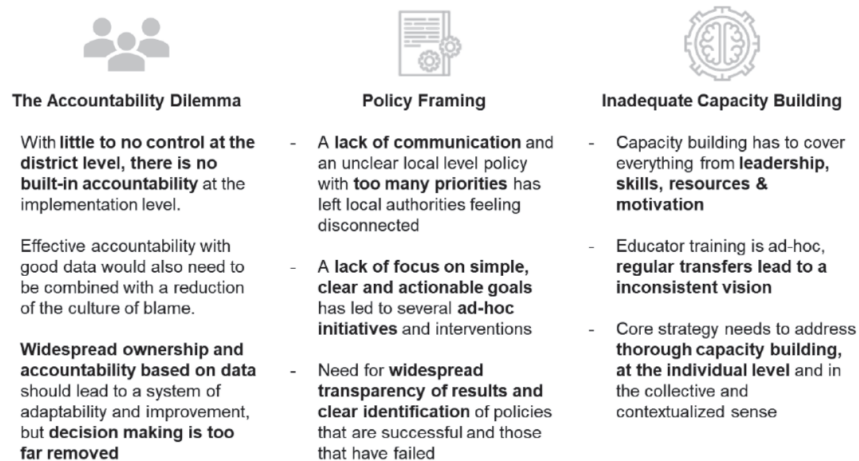 The Accountability Dilemma
With little to no control at the
district level, there is no
built-in accountability at the
implementation level.
Effective accountability with
good data would also need to
be combined with a reduction
of the culture of blame.
Widespread ownership and
accountability based on data
should lead to a system of
adaptability and improvement,
but decision making is too
far removed
Policy Framing
- A lack of communication and
an unclear local level policy
with too many priorities has
left local authorities feeling
disconnected
- A lack of focus on simple,
clear and actionable goals
has led to several ad-hoc
initiatives and interventions
- Need for widespread
transparency of results and
clear identification of policies
that are successful and those
that have failed
Inadequate Capacity Building
- Capacity building has to cover
everything from leadership,
skills, resources &
motivation
- Educator training is ad-hoc,
regular transfers lead to a
inconsistent vision
- Core strategy needs to address
thorough capacity building,
at the individual level and in
the collective and
contextualized sense